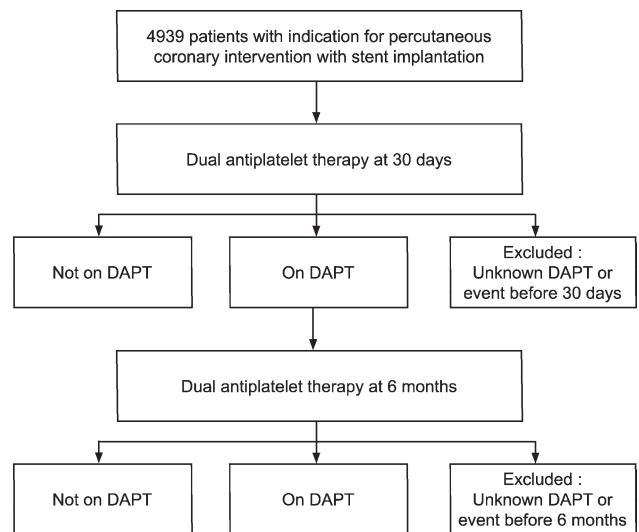 4939 patients with indication for percutaneous
coronary intervention with stent implantation
Dual antiplatelet therapy at 30 days
Not on DAPT
On DAPT
Excluded :
Unknown DAPT or
event before 30 days
Dual antiplatelet therapy at 6 months
Not on DAPT
On DAPT
Excluded :
Unknown DAPT or
event before 6 months